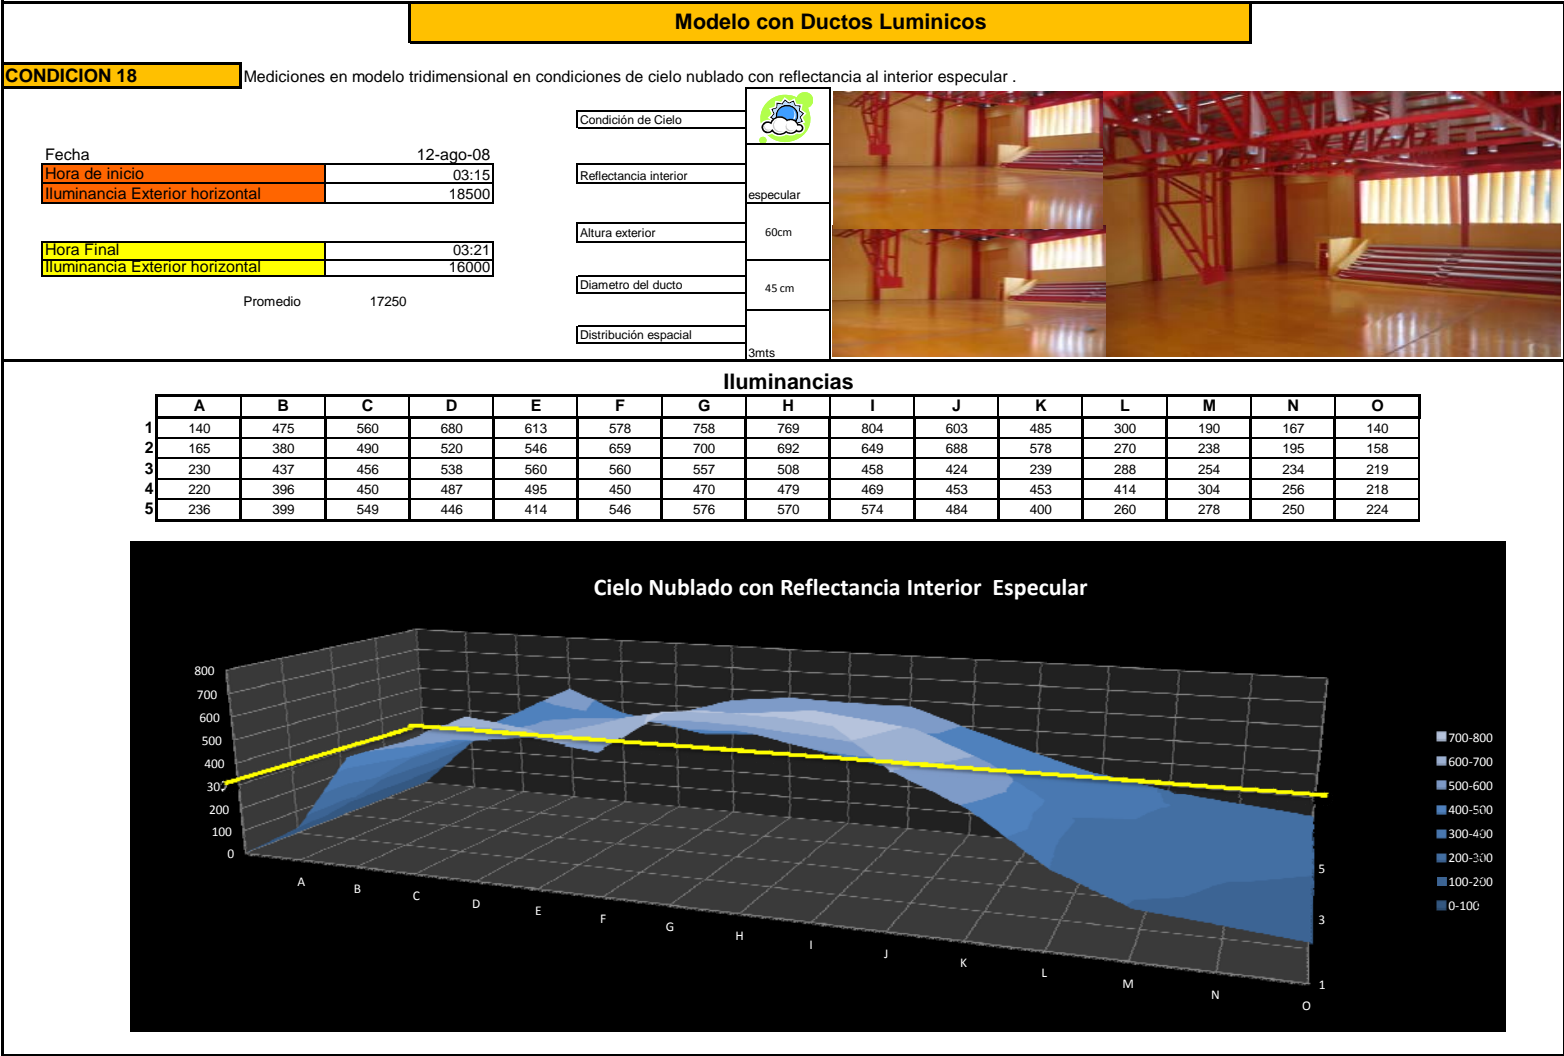 Modelo con Ductos Luminicos
CONDICION 18 Mediciones en modelo tridimensional en condiciones de cielo nublado con reflectancia al interior especular .
Fecha 12-ago-08
Hora de inicio 03:15
Iluminancia Exterior horizontal 18500
Hora Final 03:21
Iluminancia Exterior horizontal 16000
Promedio 17250
Condición de Cielo
Reflectancia interior especular
Altura exterior 60cm
Diametro del ducto 45 cm
Distribución espacial 3mts
Iluminancias
A B C D E F G H I J K L M N O
1 140 475 560 680 613 578 758 769 804 603 485 300 190 167 140
2 165 380 490 520 546 659 700 692 649 688 578 270 238 195 158
3 230 437 456 538 560 560 557 508 458 424 239 288 254 234 219
4 220 396 450 487 495 450 470 479 469 453 453 414 304 256 218
5 236 399 549 446 414 546 576 570 574 484 400 260 278 250 224
Cielo Nublado con Reflectancia Interior Especular
800
700
600
500
400
300
200
100
0
A B C D E F G H I J K L M N O
5
3
1
700-800
600-700
500-600
400-500
300-400
200-300
100-200
0-100